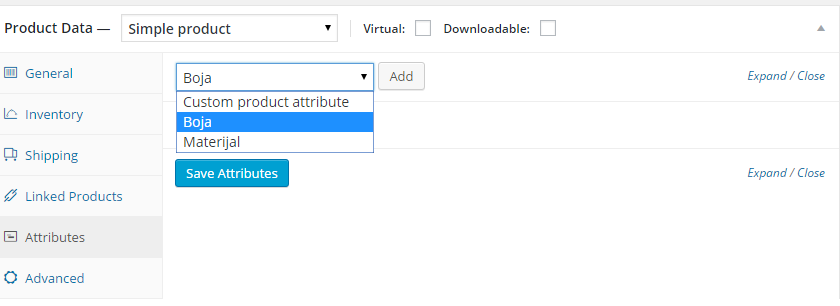 Product Data — Simple product Virtual: Downloadable:
General
Inventory
Shipping
Linked Products
Attributes
Advanced
Boja Add Expand / Close
Custom product attribute
Boja
Materijal
Save Attributes Expand / Close